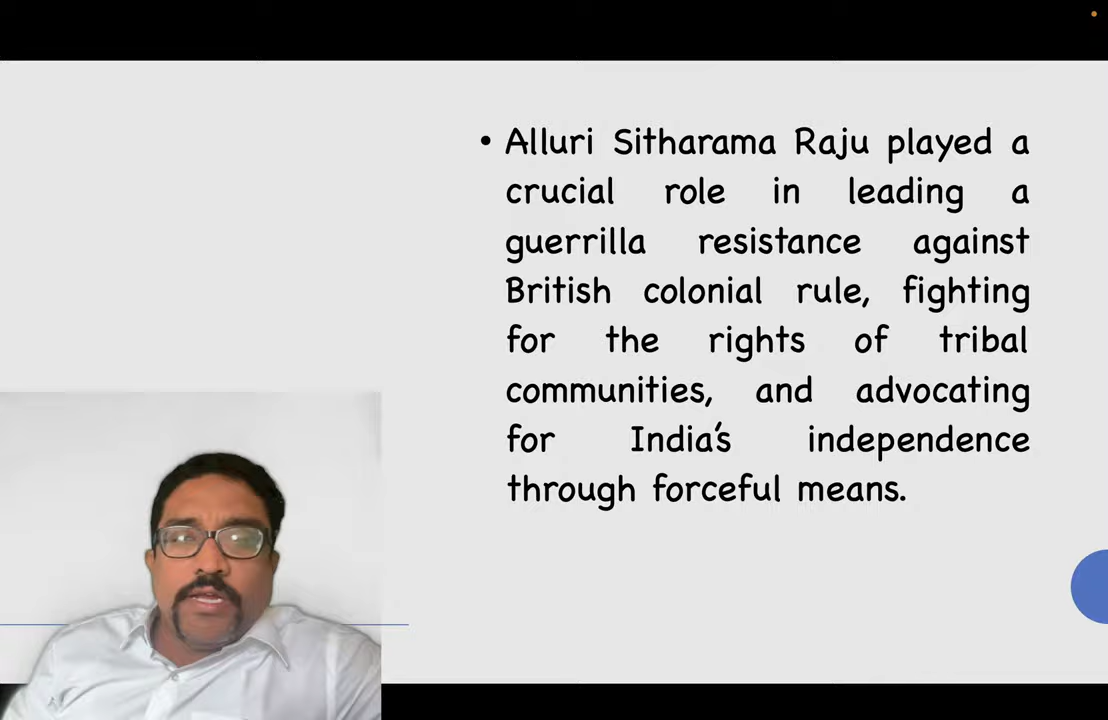 • Alluri Sitharama Raju played a
crucial role in leading a
guerrilla resistance against
British colonial rule, fighting
for the rights of tribal
communities, and advocating
for India's independence
through forceful means.